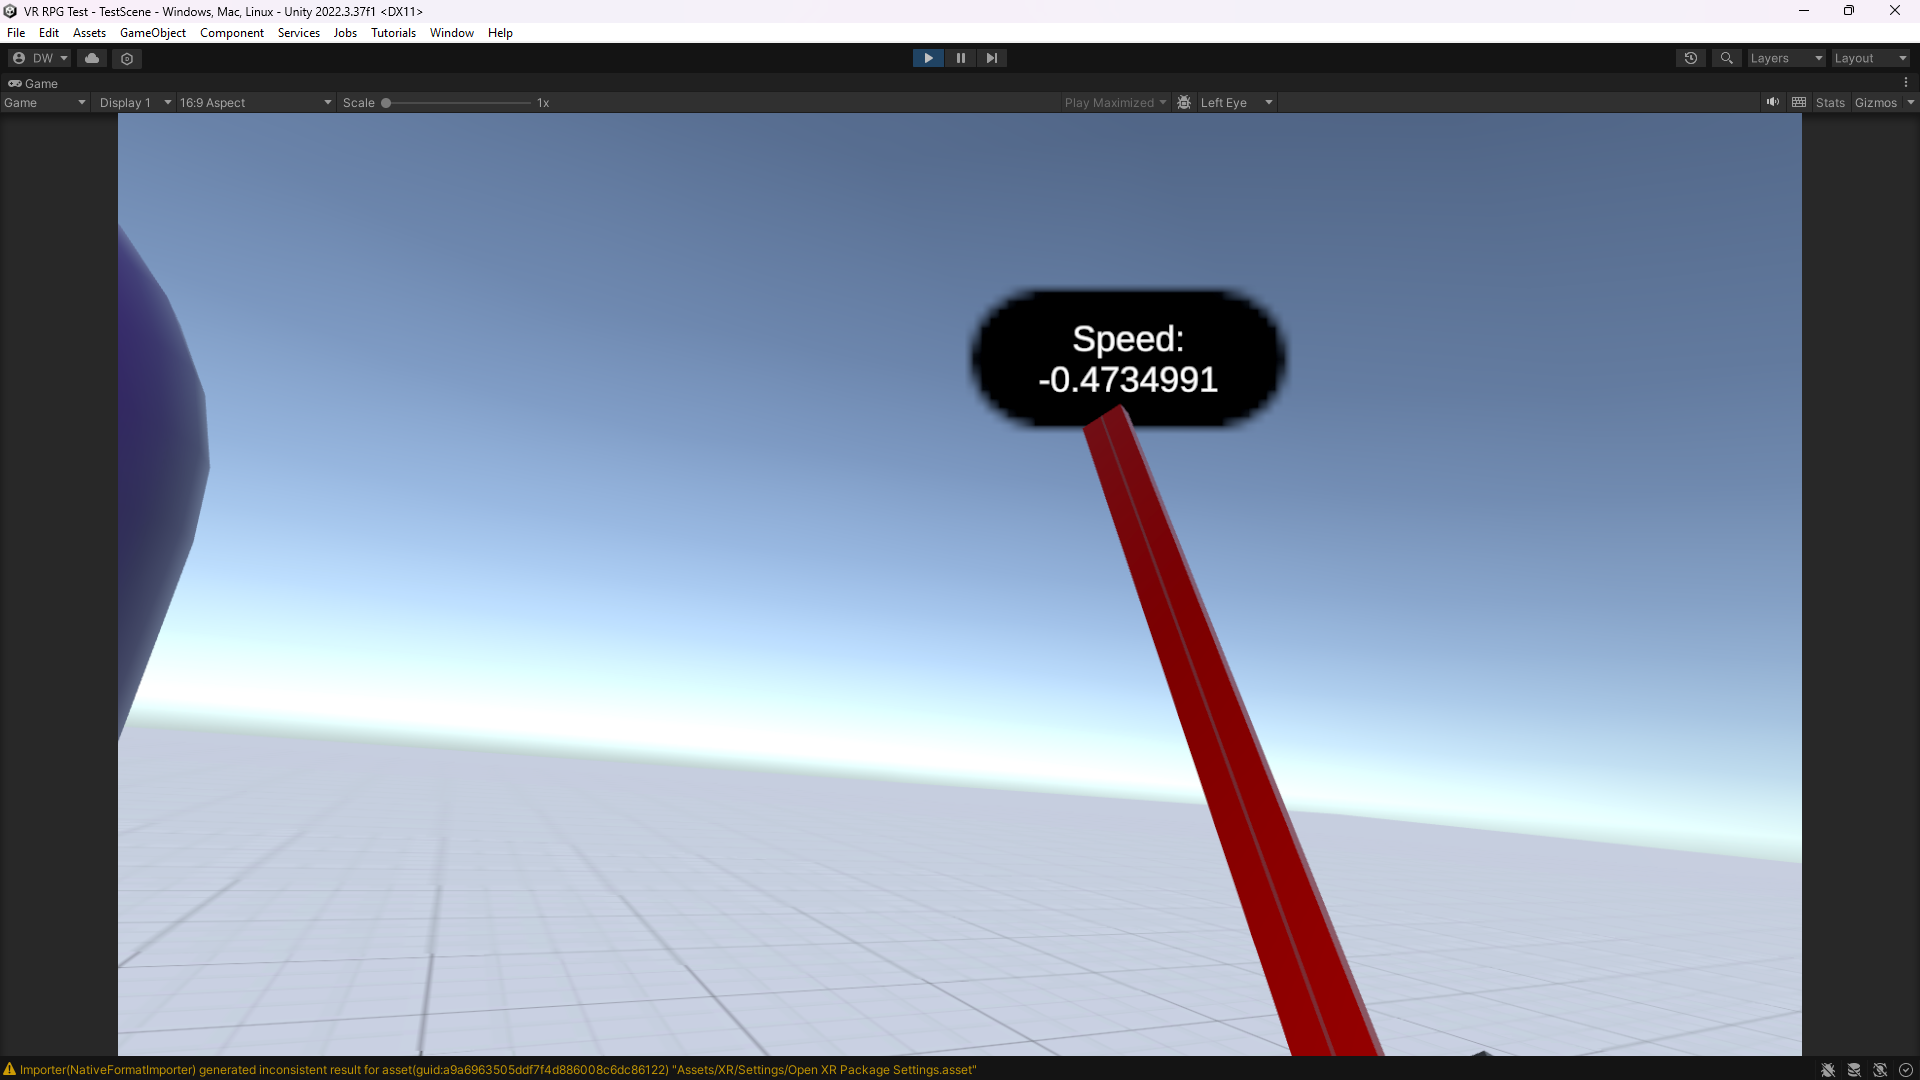 VR RPG Test - TestScene - Windows, Mac, Linux - Unity 2022.3.37f1 <DX11>
File Edit Assets GameObject Component Services Jobs Tutorials Window Help
DW Layers Layout
Game
Game Display 1 16:9 Aspect Scale 1x Play Maximized Left Eye Stats Gizmos
Speed:
-0.4734991
Importer(NativeFormatImporter) generated inconsistent result for asset(guid:a9a6963505ddf7f4d886008c6dc86122) "Assets/XR/Settings/Open XR Package Settings.asset"